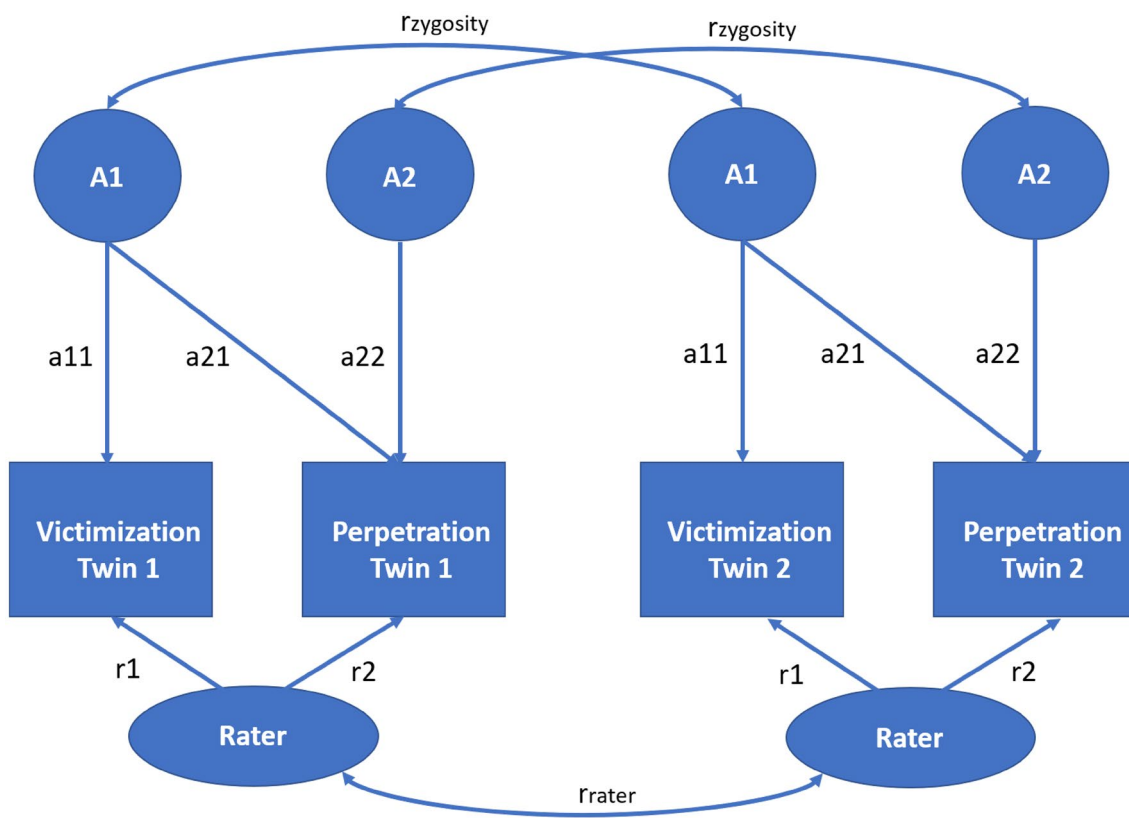 rzygosity
rzygosity
A1
A2
A1
A2
a11
a21
a22
a11
a21
a22
Victimization
Twin 1
Perpetration
Twin 1
Victimization
Twin 2
Perpetration
Twin 2
r1
r2
r1
r2
Rater
Rater
rrater